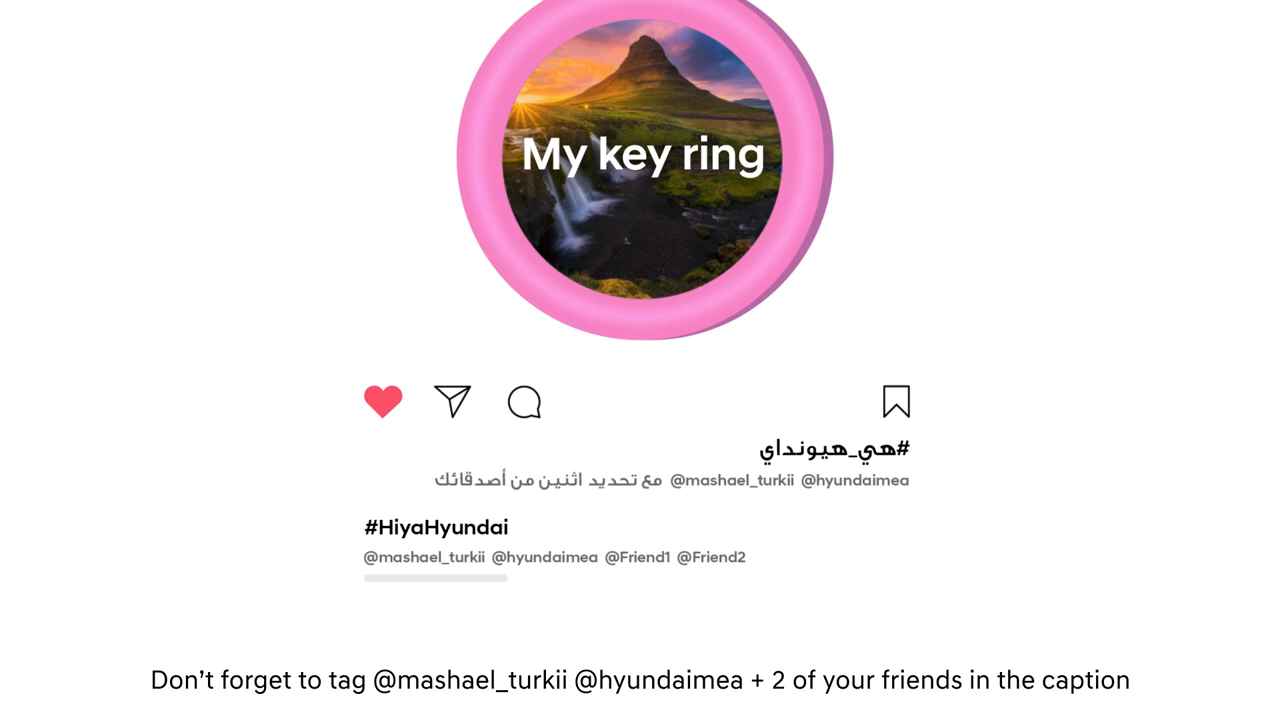 My key ring
#هي_هيونداي
@hyundaimea @mashael_turkii مع تحديد اثنين من أصدقائك
#HiyaHyundai
@mashael_turkii @hyundaimea @Friend1 @Friend2
Don’t forget to tag @mashael_turkii @hyundaimea + 2 of your friends in the caption